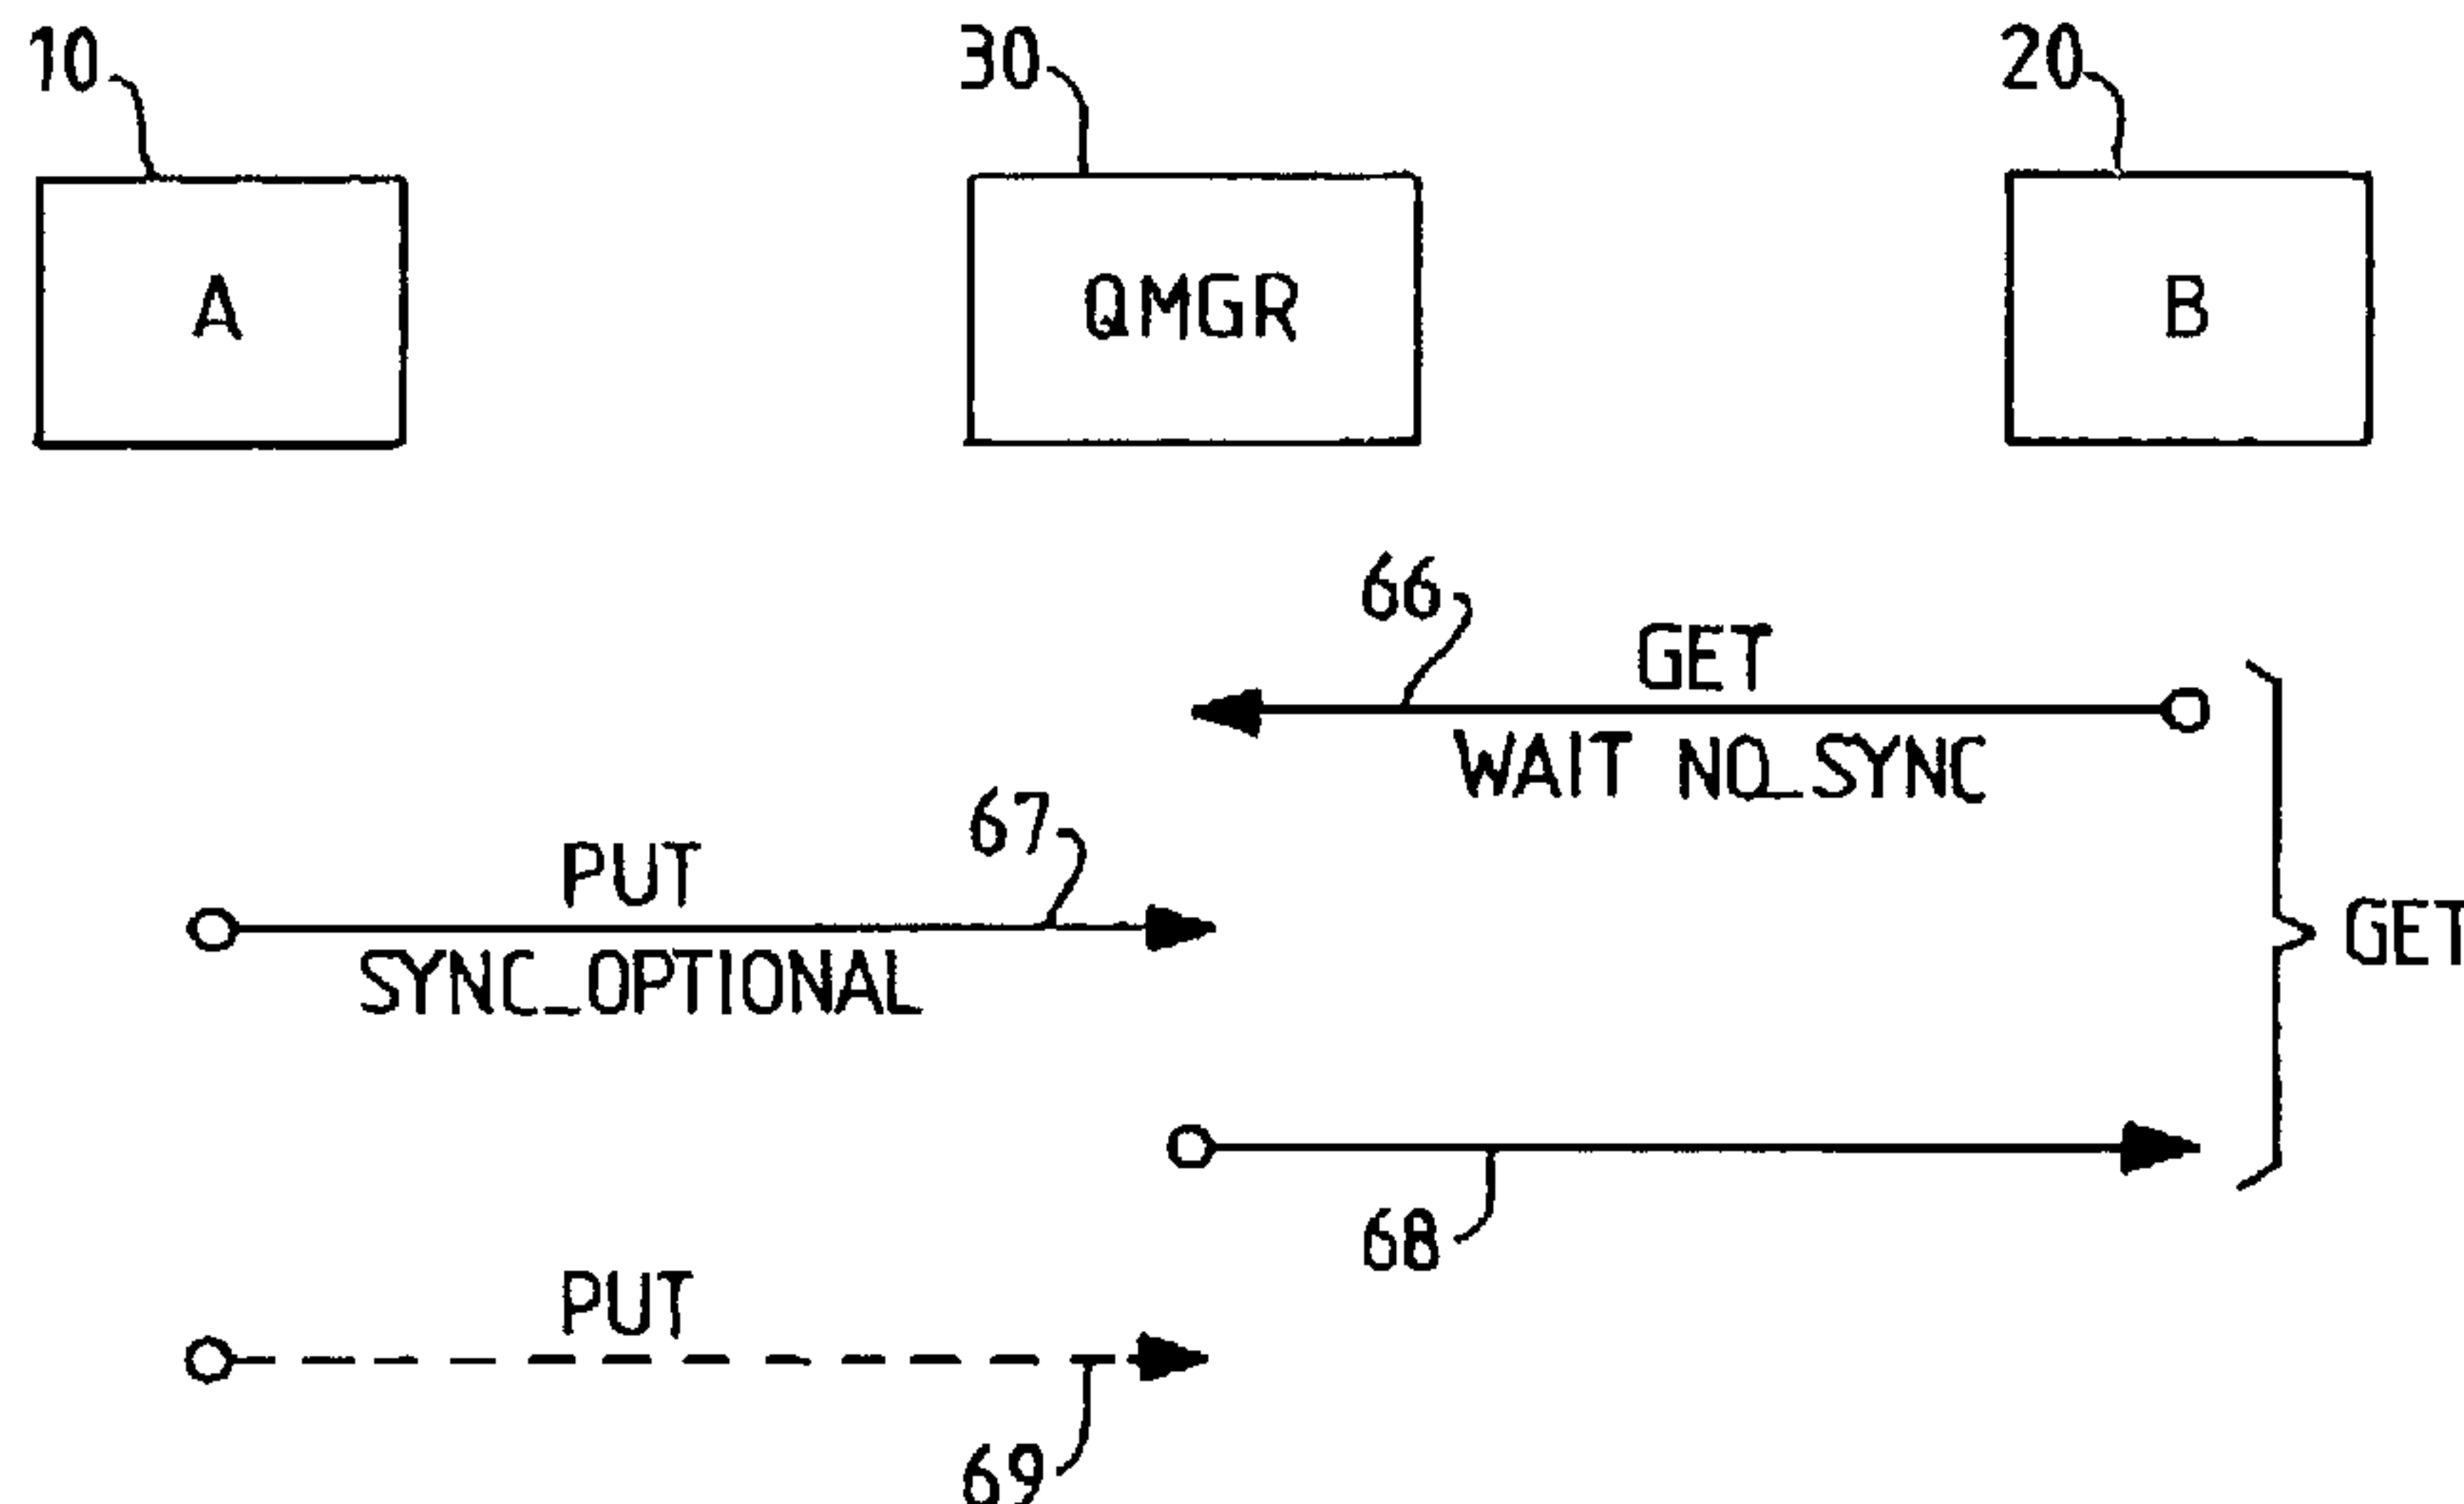 10
30
20
A
QMGR
B
66
GET
WAIT NO_SYNC
67
PUT
SYNC_OPTIONAL
GET
68
PUT
69